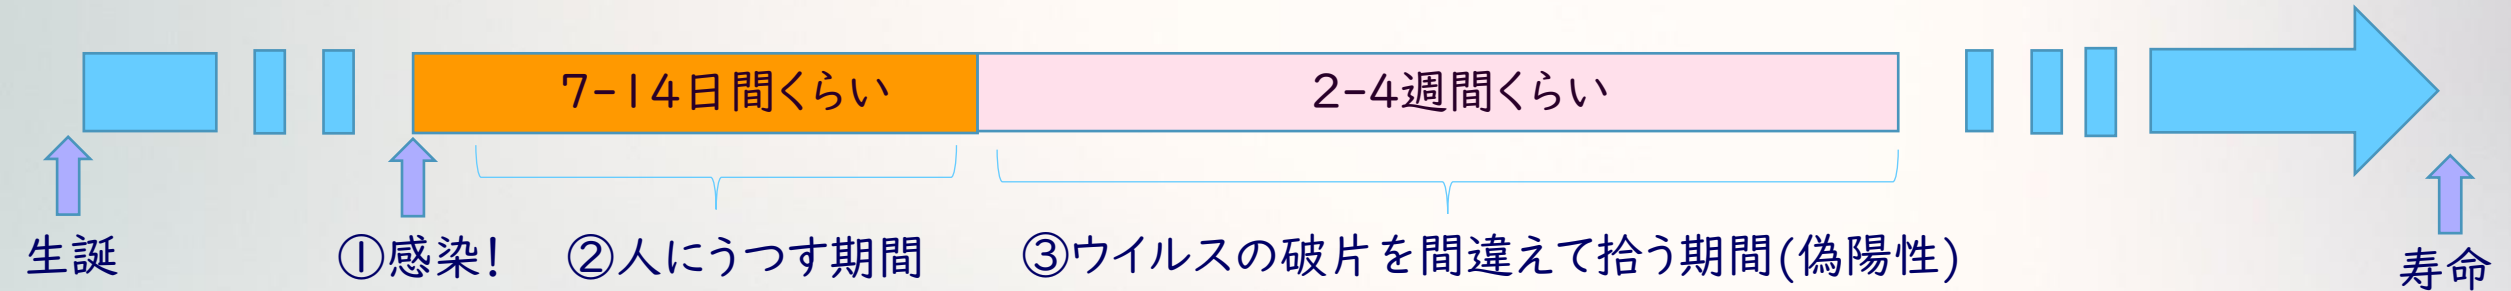 7-14日間くらい
2-4週間くらい
生誕
①感染!
②人にうつす期間
③ウイルスの破片を間違えて拾う期間(偽陽性)
寿命